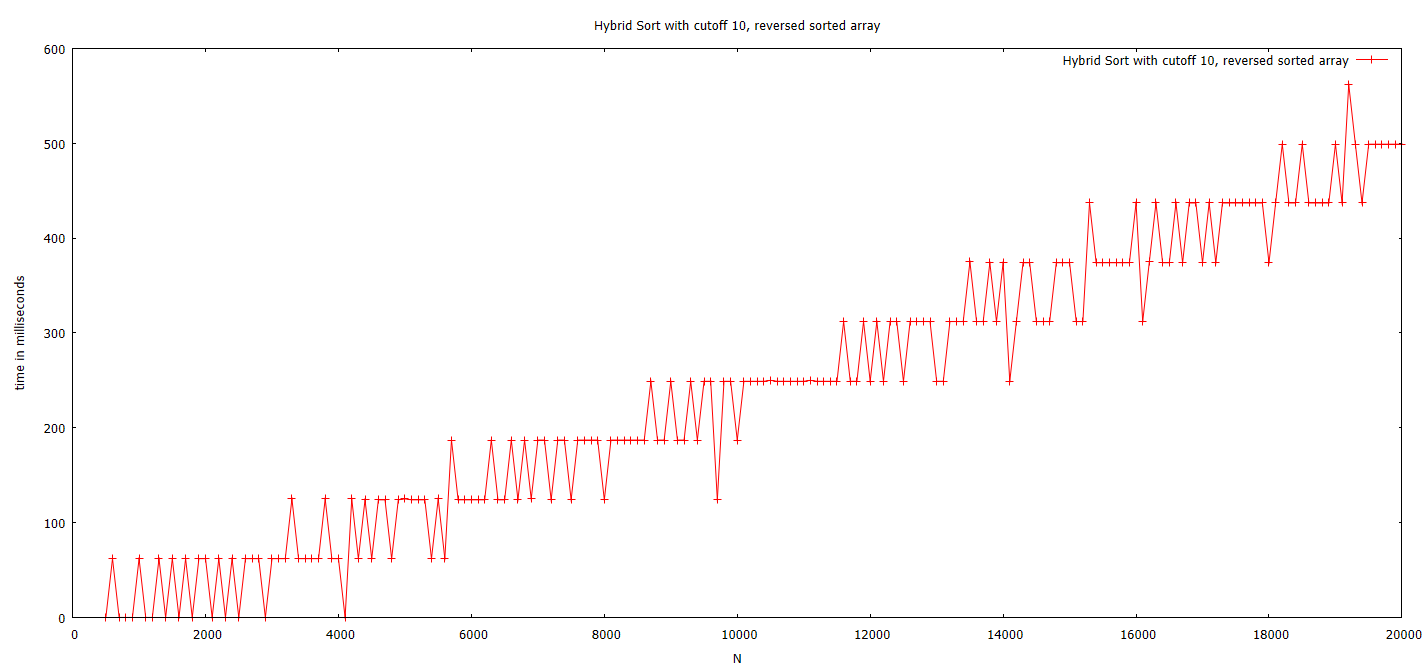 Hybrid Sort with cutoff 10, reversed sorted array
600
Hybrid Sort with cutoff 10, reversed sorted array
500
400
300
200
100
0
time in milliseconds
0 2000 4000 6000 8000 10000 12000 14000 16000 18000 20000
N